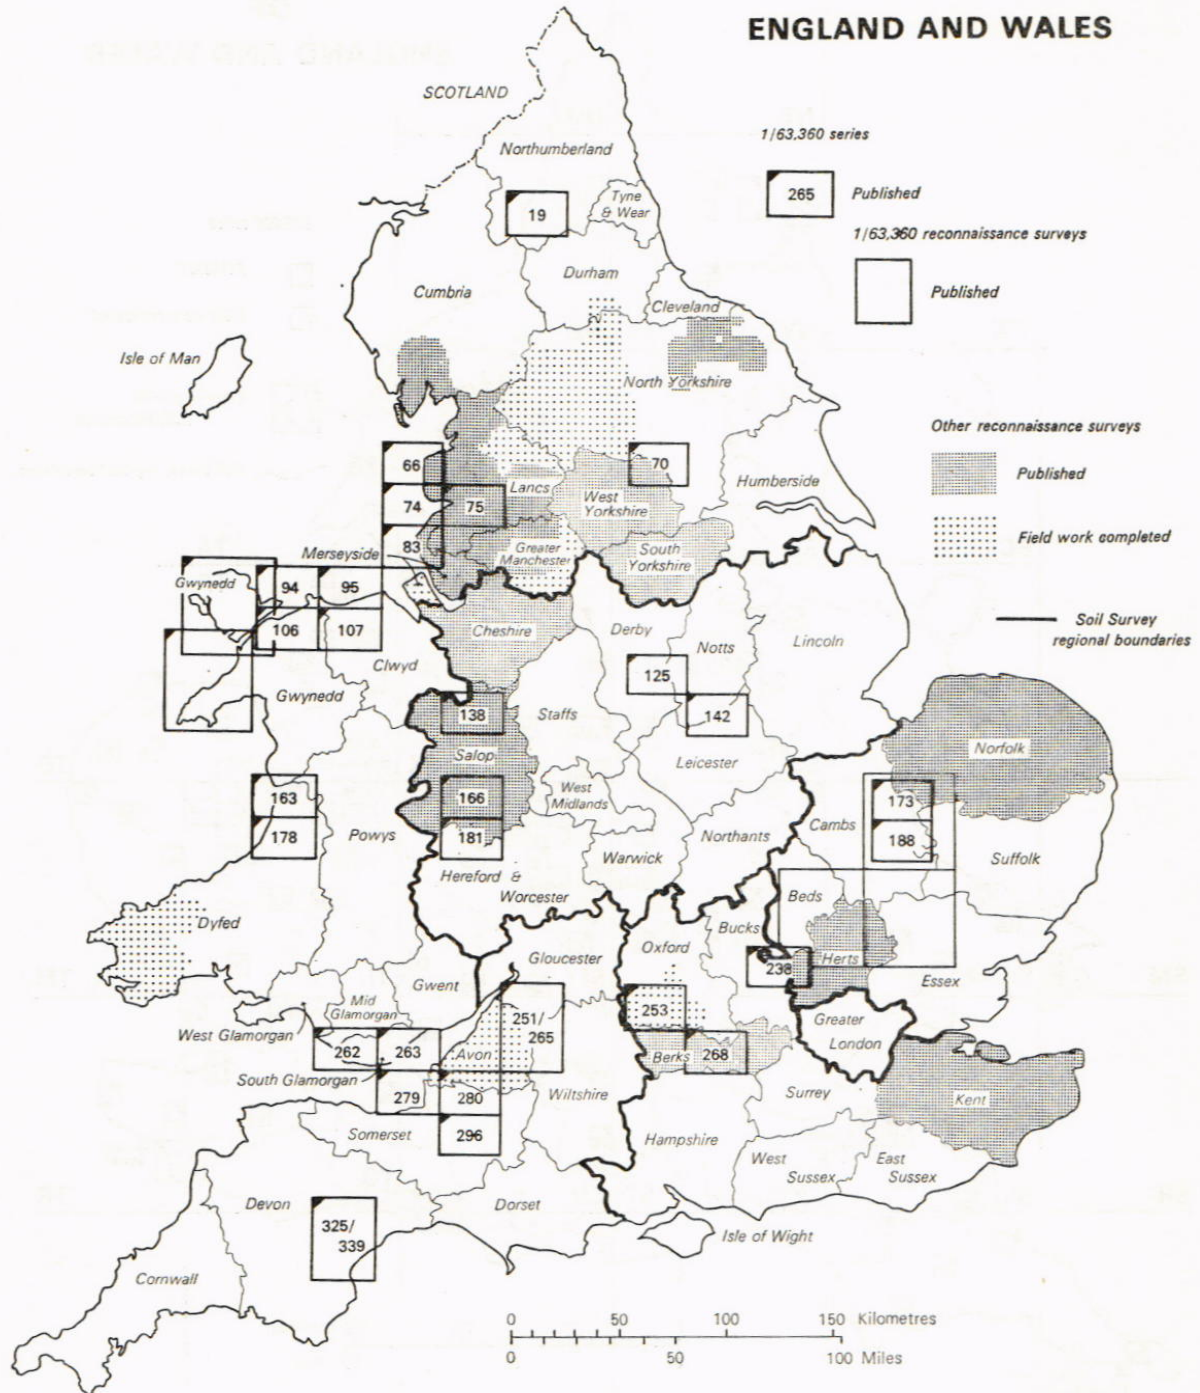 ENGLAND AND WALES
SCOTLAND
1/63,360 series
Northumberland
265
Published
Tyne
& Wear
19
1/63,360 reconnaissance surveys
Durham
Cumbria
Published
Cleveland
Isle of Man
North Yorkshire
Other reconnaissance surveys
66
70
Published
Lancs
Humberside
74
75
West
Yorkshire
Field work completed
83
Merseyside
Greater
Manchester
South
Yorkshire
Gwynedd
94
95
Soil Survey
regional boundaries
106
107
Cheshire
Derby
Notts
Lincoln
Clwyd
125
Gwynedd
138
Staffs
142
Norfolk
Salop
Leicester
163
166
West
Midlands
173
178
Powys
181
Cambs
Northants
188
Warwick
Suffolk
Hereford &
Worcester
Beds
Dyfed
Bucks
Oxford
Gloucester
238
Herts
Gwent
Essex
Mid
Glamorgan
West Glamorgan
251/
265
253
Greater
London
262
263
Avon
Berks
268
South Glamorgan
279
280
Wiltshire
Surrey
Kent
Somerset
296
Hampshire
West
Sussex
East
Sussex
Devon
Dorset
325/
339
Isle of Wight
Cornwall
0 50 100 150 Kilometres
0 50 100 Miles